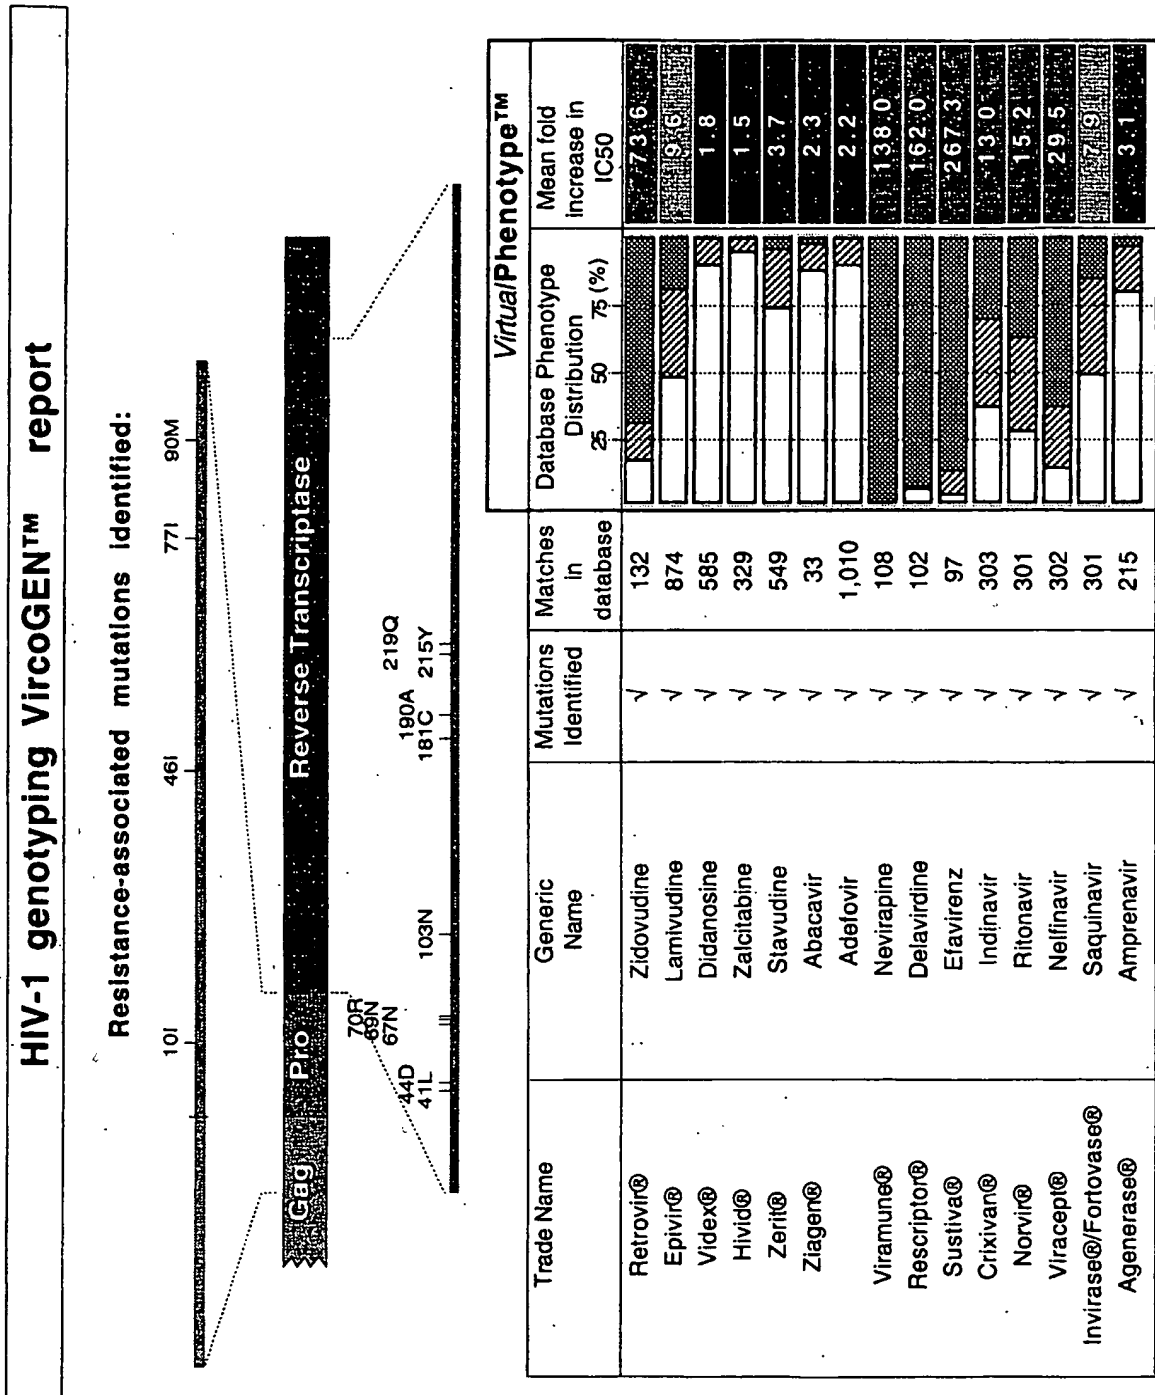 HIV-1 genotyping VircoGEN™ report
Resistance-associated mutations identified:
10I 46I 77I 90M
Gag Pro Reverse Transcriptase
70R
69N 190A 219Q
67N
44D
41L 103N 181C 215Y
VirtualPhenotype™
Trade Name Generic Name Mutations Identified Matches in database Database Phenotype Distribution (%) Mean fold increase in IC50
25 50 75
Retrovir® Zidovudine √ 132 73.6
Epivir® Lamivudine √ 874 9.6
Videx® Didanosine √ 585 1.8
Hivid® Zalcitabine √ 329 1.5
Zerit® Stavudine √ 549 3.7
Ziagen® Abacavir √ 33 2.3
Adefovir √ 1,010 2.2
Viramune® Nevirapine √ 108 138.0
Rescriptor® Delavirdine √ 102 162.0
Sustiva® Efavirenz √ 97 267.3
Crixivan® Indinavir √ 303 13.0
Norvir® Ritonavir √ 301 15.2
Viracept® Nelfinavir √ 302 29.5
Invirase®/Fortovase® Saquinavir √ 301 7.9
Agenerase® Amprenavir √ 215 3.1